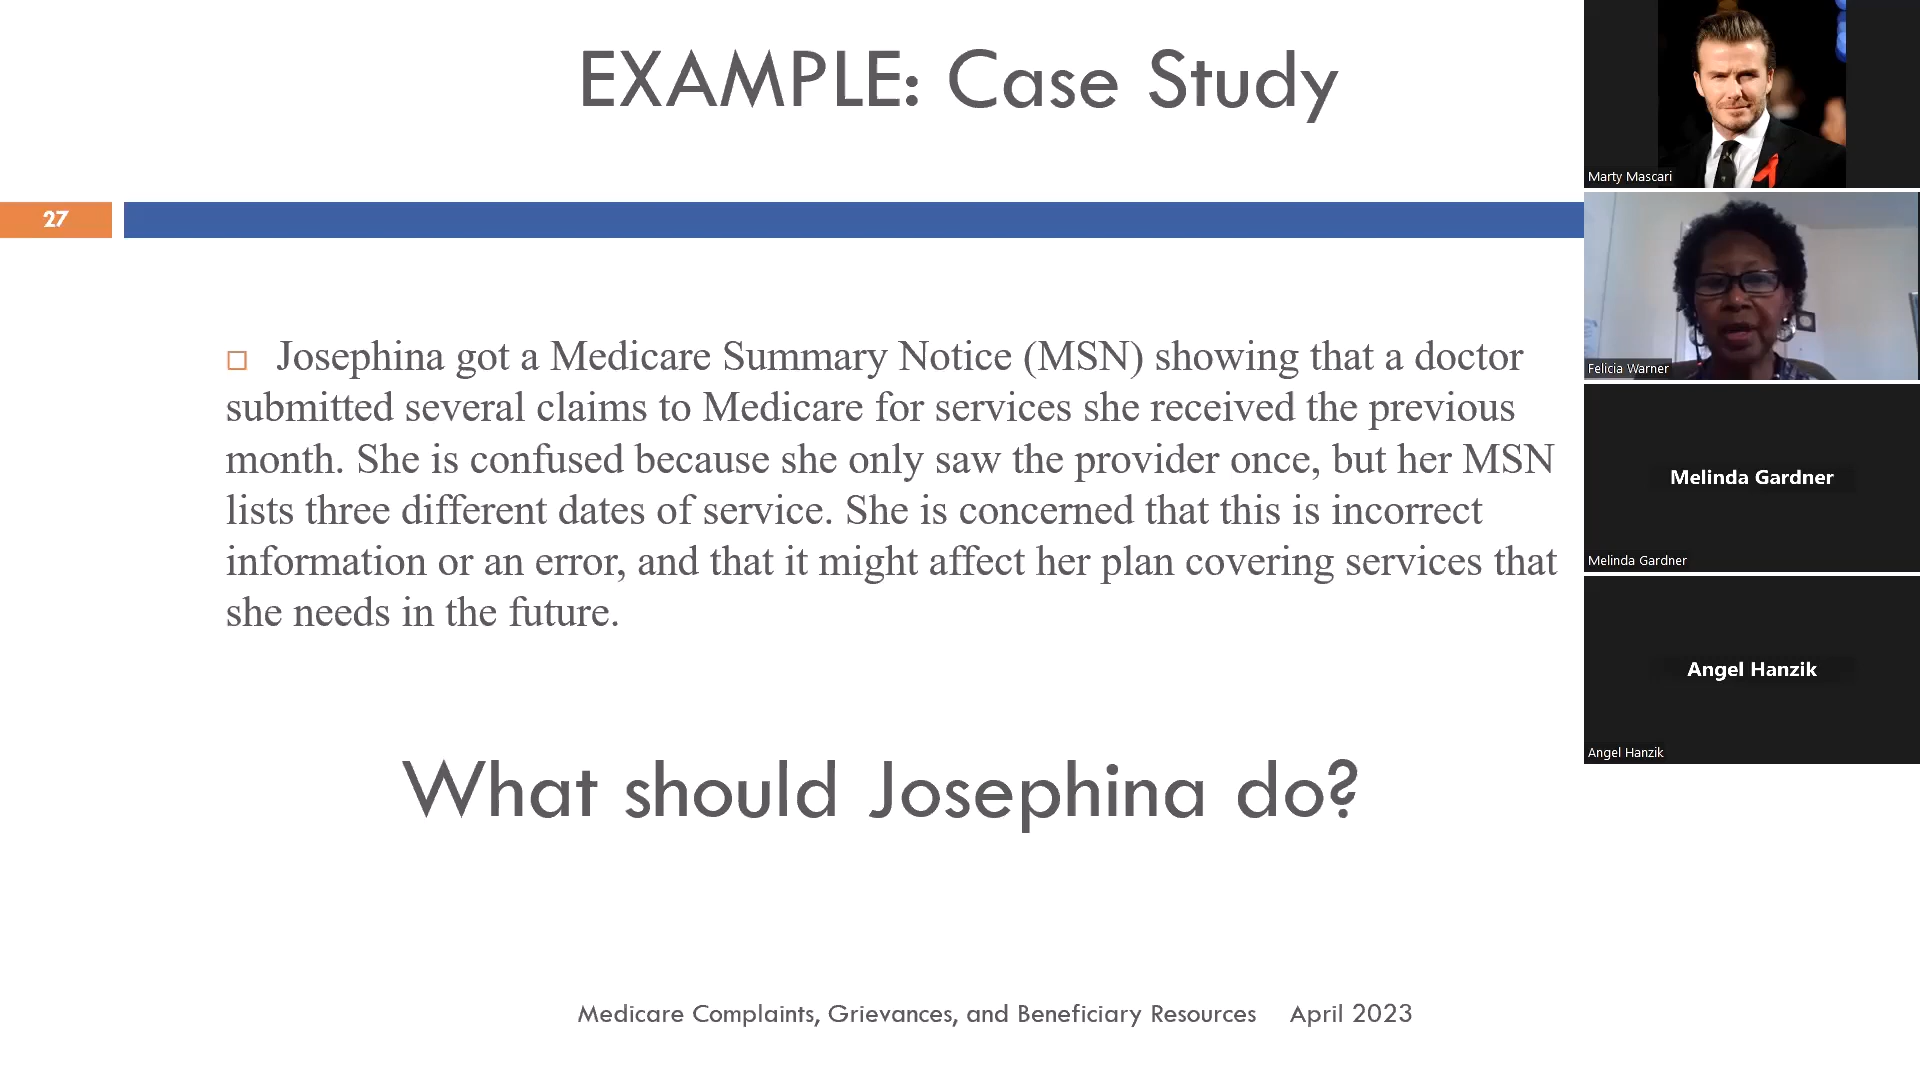 EXAMPLE: Case Study
27
□ Josephina got a Medicare Summary Notice (MSN) showing that a doctor
submitted several claims to Medicare for services she received the previous
month. She is confused because she only saw the provider once, but her MSN
lists three different dates of service. She is concerned that this is incorrect
information or an error, and that it might affect her plan covering services that
she needs in the future.
What should Josephina do?
Medicare Complaints, Grievances, and Beneficiary Resources April 2023
Marty Mascari
Felicia Warner
Melinda Gardner
Melinda Gardner
Angel Hanzik
Angel Hanzik